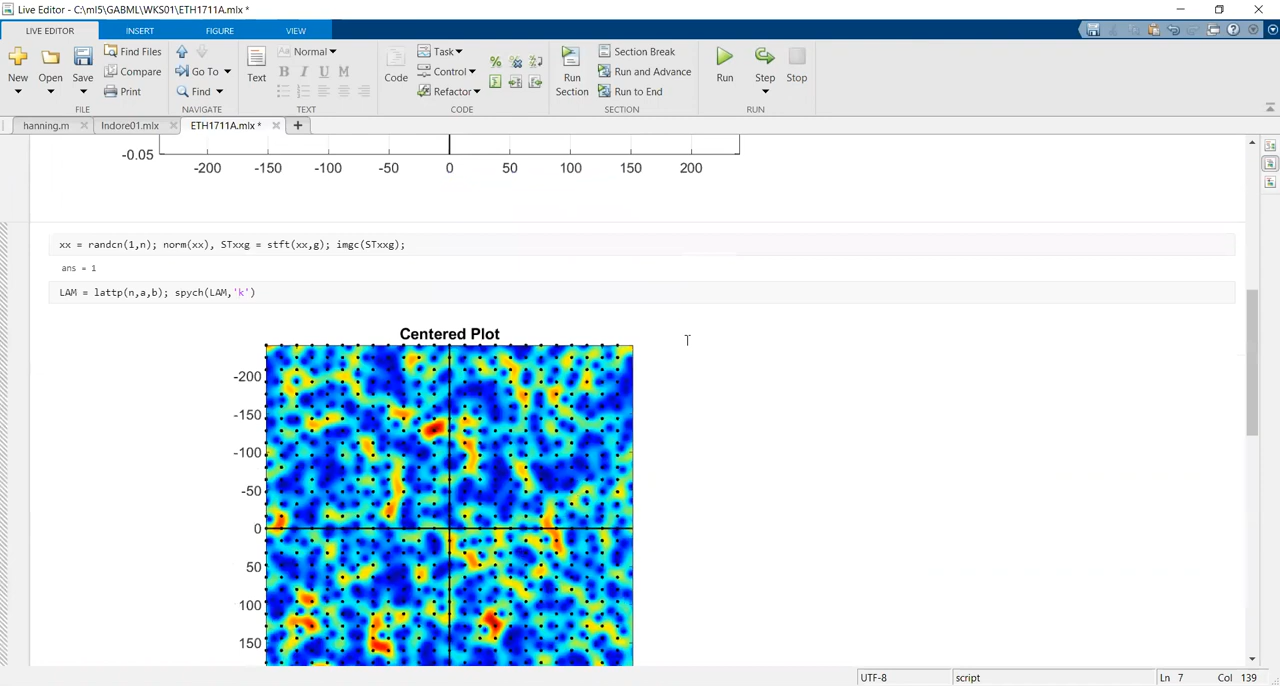 Live Editor - C:\ml5\GABML\WKS01\ETH1711A.mlx *
LIVE EDITOR INSERT FIGURE VIEW
New Open Save Find Files Compare Print
FILE
Go To Find
NAVIGATE
Text Normal B I U M
TEXT
Code Task Control Refactor
CODE
Run Section Section Break Run and Advance Run to End
SECTION
Run Step Stop
RUN
hanning.m Indore01.mlx ETH1711A.mlx *
-0.05
-200 -150 -100 -50 0 50 100 150 200
xx = randcn(1,n); norm(xx), STxxg = stft(xx,g); imgc(STxxg);
ans = 1
LAM = lattp(n,a,b); spych(LAM,'k')
Centered Plot
-200
-150
-100
-50
0
50
100
150
UTF-8 script Ln 7 Col 139